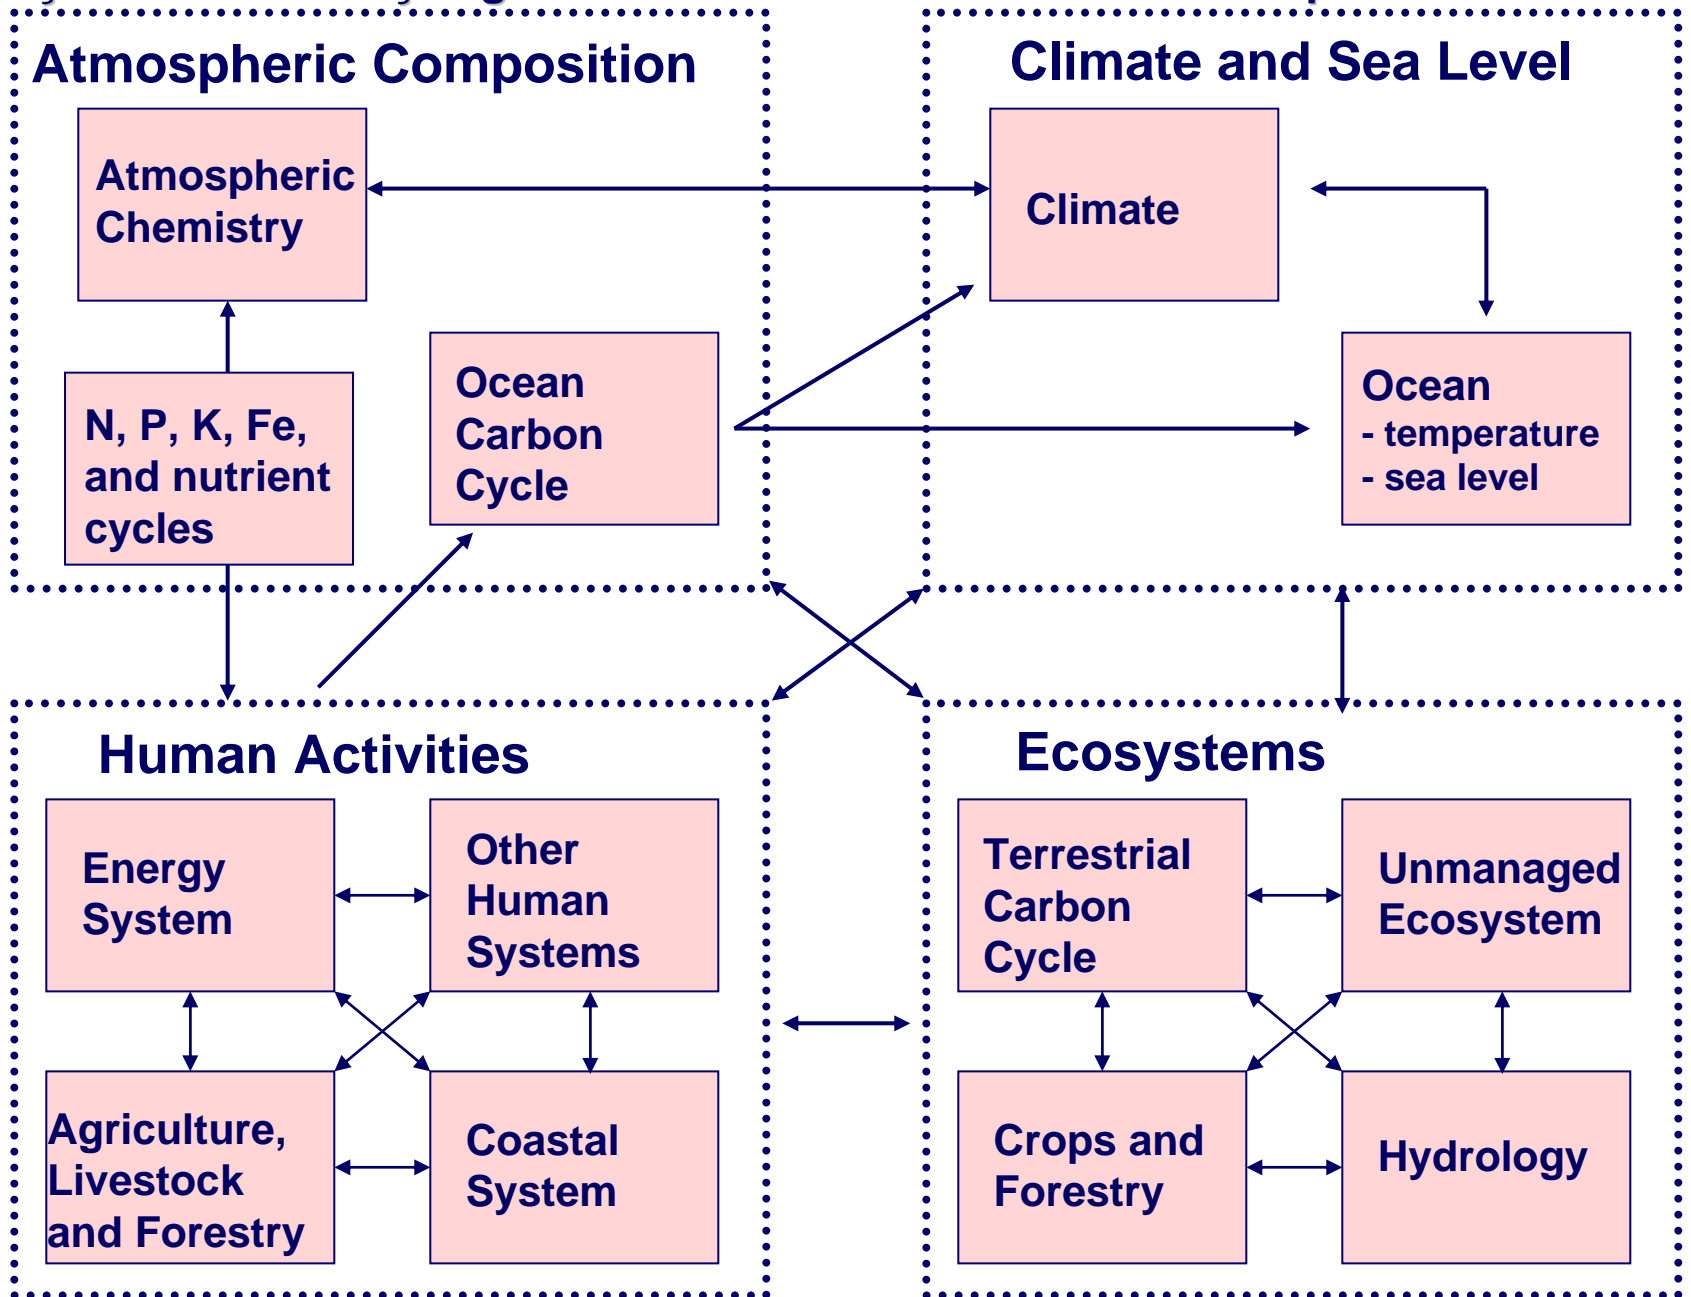 Atmospheric Composition
Atmospheric
Chemistry
N, P, K, Fe,
and nutrient
cycles
Ocean
Carbon
Cycle
Climate and Sea Level
Climate
Ocean
- temperature
- sea level
Human Activities
Energy
System
Other
Human
Systems
Agriculture,
Livestock
and Forestry
Coastal
System
Ecosystems
Terrestrial
Carbon
Cycle
Unmanaged
Ecosystem
Crops and
Forestry
Hydrology